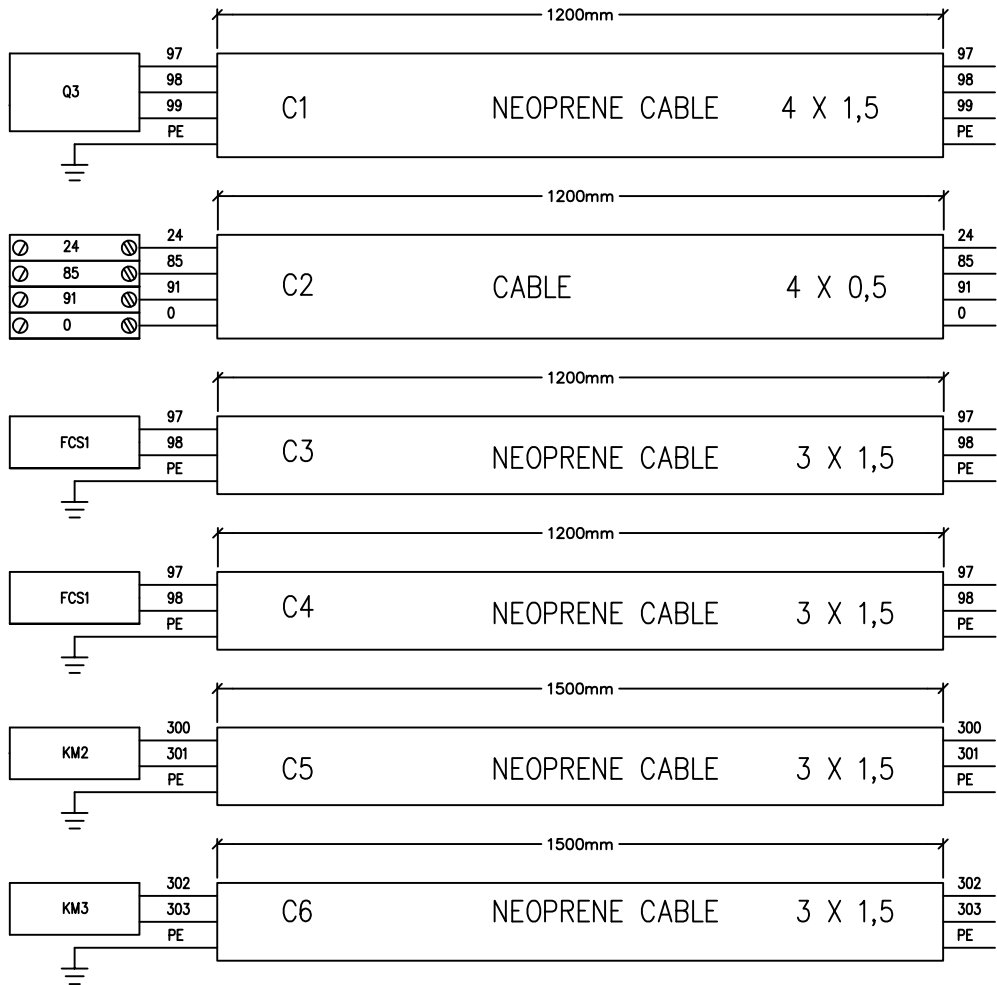 1200mm
Q3
97
98
99
PE
C1 NEOPRENE CABLE 4 X 1,5
97
98
99
PE
1200mm
24
85
91
0
24
85
91
0
C2 CABLE 4 X 0,5
24
85
91
0
1200mm
FCS1
97
98
PE
C3 NEOPRENE CABLE 3 X 1,5
97
98
PE
1200mm
FCS1
97
98
PE
C4 NEOPRENE CABLE 3 X 1,5
97
98
PE
1500mm
KM2
300
301
PE
C5 NEOPRENE CABLE 3 X 1,5
300
301
PE
1500mm
KM3
302
303
PE
C6 NEOPRENE CABLE 3 X 1,5
302
303
PE